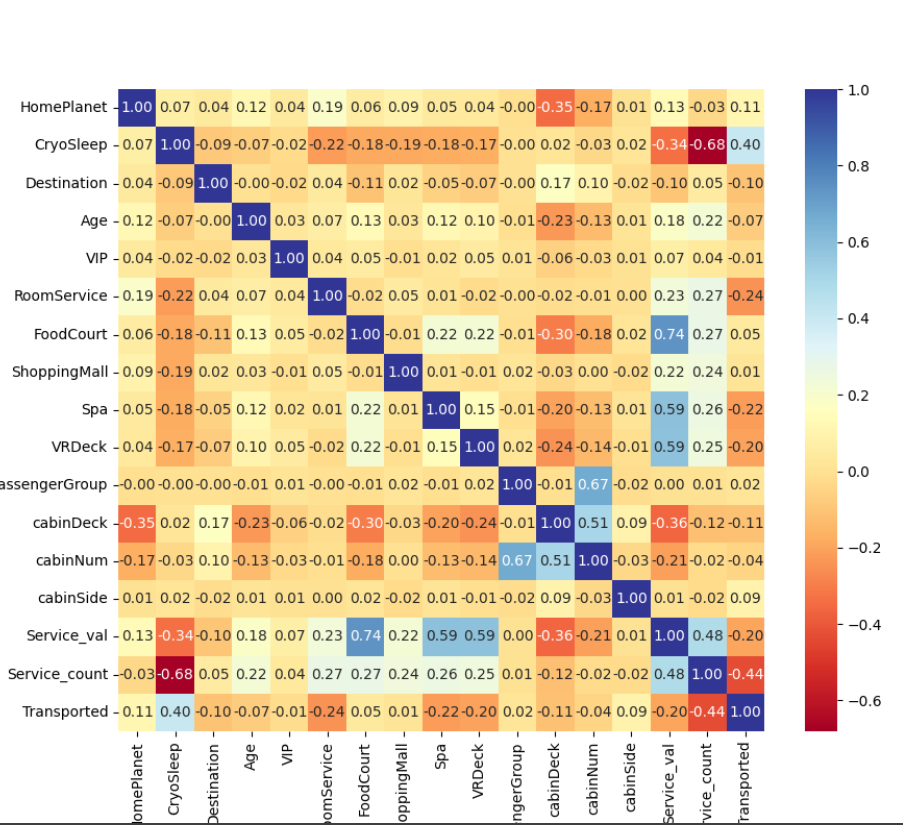 HomePlanet 1.00 0.07 0.04 0.12 0.04 0.19 0.06 0.09 0.05 0.04 -0.00 -0.35 -0.17 0.01 0.13 -0.03 0.11
CryoSleep 0.07 1.00 -0.09 -0.07 -0.02 -0.22 -0.18 -0.19 -0.18 -0.17 -0.00 0.02 -0.03 0.02 -0.34 -0.68 0.40
Destination 0.04 -0.09 1.00 -0.00 -0.02 0.04 -0.11 0.02 -0.05 -0.07 -0.00 0.17 0.10 -0.02 -0.10 0.05 -0.10
Age 0.12 -0.07 -0.00 1.00 0.03 0.07 0.13 0.03 0.12 0.10 -0.01 -0.23 -0.13 0.01 0.18 0.22 -0.07
VIP 0.04 -0.02 -0.02 0.03 1.00 0.04 0.05 -0.01 0.02 0.05 0.01 -0.06 -0.03 0.01 0.07 0.04 -0.01
RoomService 0.19 -0.22 0.04 0.07 0.04 1.00 -0.02 0.05 0.01 -0.02 -0.00 -0.02 -0.01 0.00 0.23 0.27 -0.24
FoodCourt 0.06 -0.18 -0.11 0.13 0.05 -0.02 1.00 -0.01 0.22 0.22 -0.01 -0.30 -0.18 0.02 0.74 0.27 0.05
ShoppingMall 0.09 -0.19 0.02 0.03 -0.01 0.05 -0.01 1.00 0.01 -0.01 0.02 -0.03 0.00 -0.02 0.22 0.24 0.01
Spa 0.05 -0.18 -0.05 0.12 0.02 0.01 0.22 0.01 1.00 0.15 -0.01 -0.20 -0.13 0.01 0.59 0.26 -0.22
VRDeck 0.04 -0.17 -0.07 0.10 0.05 -0.02 0.22 -0.01 0.15 1.00 0.02 -0.24 -0.14 -0.01 0.59 0.25 -0.20
assengerGroup -0.00 -0.00 -0.00 -0.01 0.01 -0.00 -0.01 0.02 -0.01 0.02 1.00 -0.01 0.67 -0.02 0.00 0.01 0.02
cabinDeck -0.35 0.02 0.17 -0.23 -0.06 -0.02 -0.30 -0.03 -0.20 -0.24 -0.01 1.00 0.51 0.09 -0.36 -0.12 -0.11
cabinNum -0.17 -0.03 0.10 -0.13 -0.03 -0.01 -0.18 0.00 -0.13 -0.14 0.67 0.51 1.00 -0.03 -0.21 -0.02 -0.04
cabinSide 0.01 0.02 -0.02 0.01 0.01 0.00 0.02 -0.02 0.01 -0.01 -0.02 0.09 -0.03 1.00 0.01 -0.02 0.09
Service_val 0.13 -0.34 -0.10 0.18 0.07 0.23 0.74 0.22 0.59 0.59 0.00 -0.36 -0.21 0.01 1.00 0.48 -0.20
Service_count -0.03 -0.68 0.05 0.22 0.04 0.27 0.27 0.24 0.26 0.25 0.01 -0.12 -0.02 -0.02 0.48 1.00 -0.44
Transported 0.11 0.40 -0.10 -0.07 -0.01 -0.24 0.05 0.01 -0.22 -0.20 0.02 -0.11 -0.04 0.09 -0.20 -0.44 1.00
omePlanet
CryoSleep
Destination
Age
VIP
omService
FoodCourt
oppingMall
Spa
VRDeck
ngerGroup
cabinDeck
cabinNum
cabinSide
Service_val
vice_count
ransported
1.0
0.8
0.6
0.4
0.2
0.0
−0.2
−0.4
−0.6